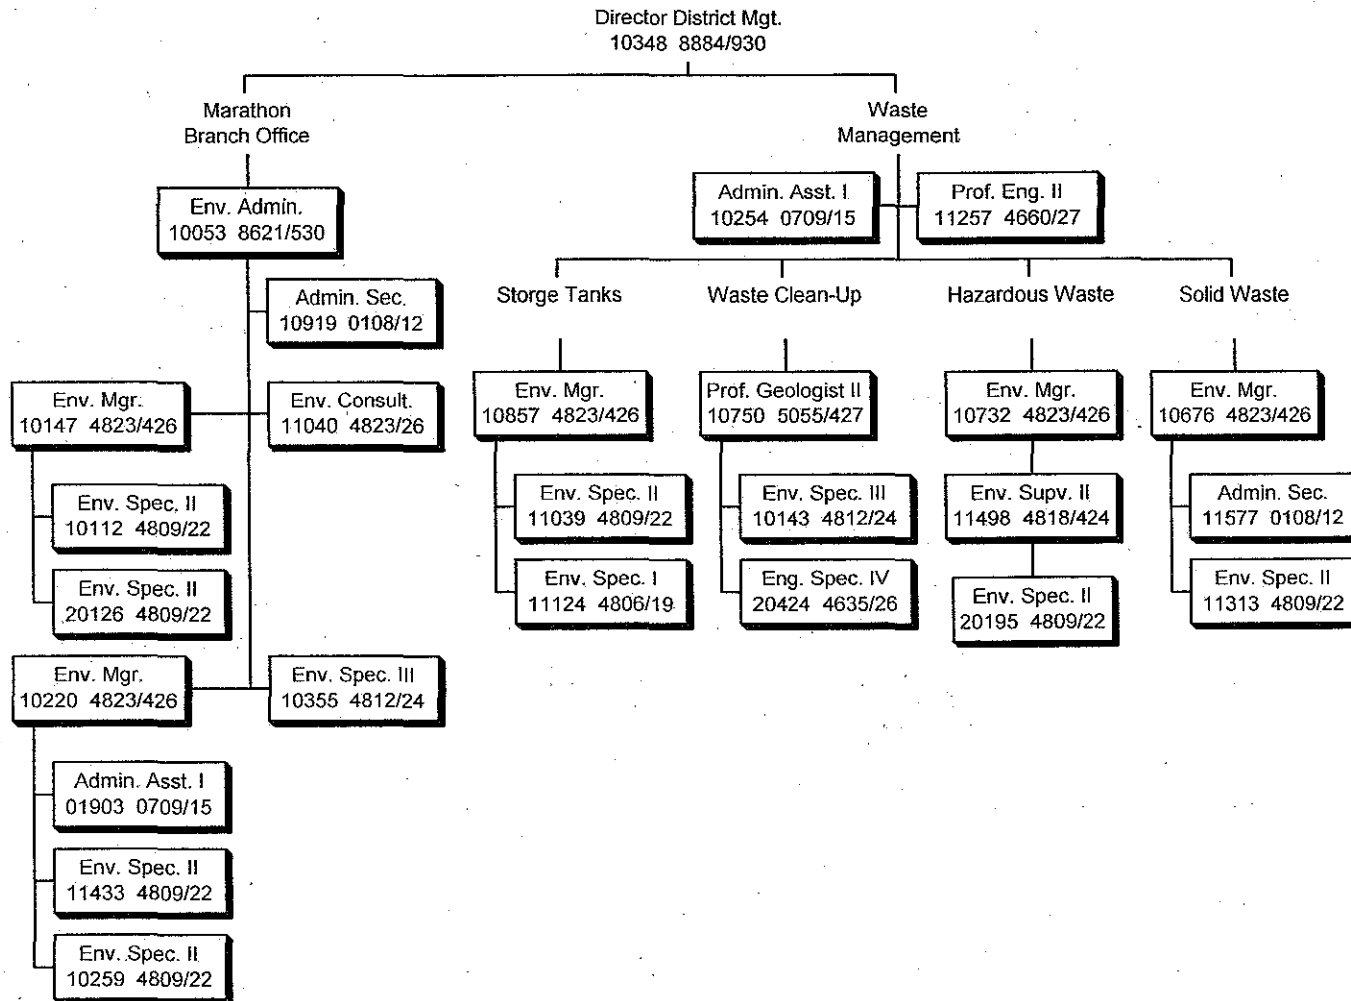 Director District Mgt.
10348 8884/930
Marathon
Branch Office
Waste
Management
Env. Admin.
10053 8621/530
Admin. Asst. I
10254 0709/15
Prof. Eng. II
11257 4660/27
Admin. Sec.
10919 0108/12
Storge Tanks
Waste Clean-Up
Hazardous Waste
Solid Waste
Env. Mgr.
10147 4823/426
Env. Consult.
11040 4823/26
Env. Mgr.
10857 4823/426
Prof. Geologist II
10750 5055/427
Env. Mgr.
10732 4823/426
Env. Mgr.
10676 4823/426
Env. Spec. II
10112 4809/22
Env. Spec. II
11039 4809/22
Env. Spec. III
10143 4812/24
Env. Supv. II
11498 4818/424
Admin. Sec.
11577 0108/12
Env. Spec. II
20126 4809/22
Env. Spec. I
11124 4806/19
Eng. Spec. IV
20424 4635/26
Env. Spec. II
20195 4809/22
Env. Spec. II
11313 4809/22
Env. Mgr.
10220 4823/426
Env. Spec. III
10355 4812/24
Admin. Asst. I
01903 0709/15
Env. Spec. II
11433 4809/22
Env. Spec. II
10259 4809/22